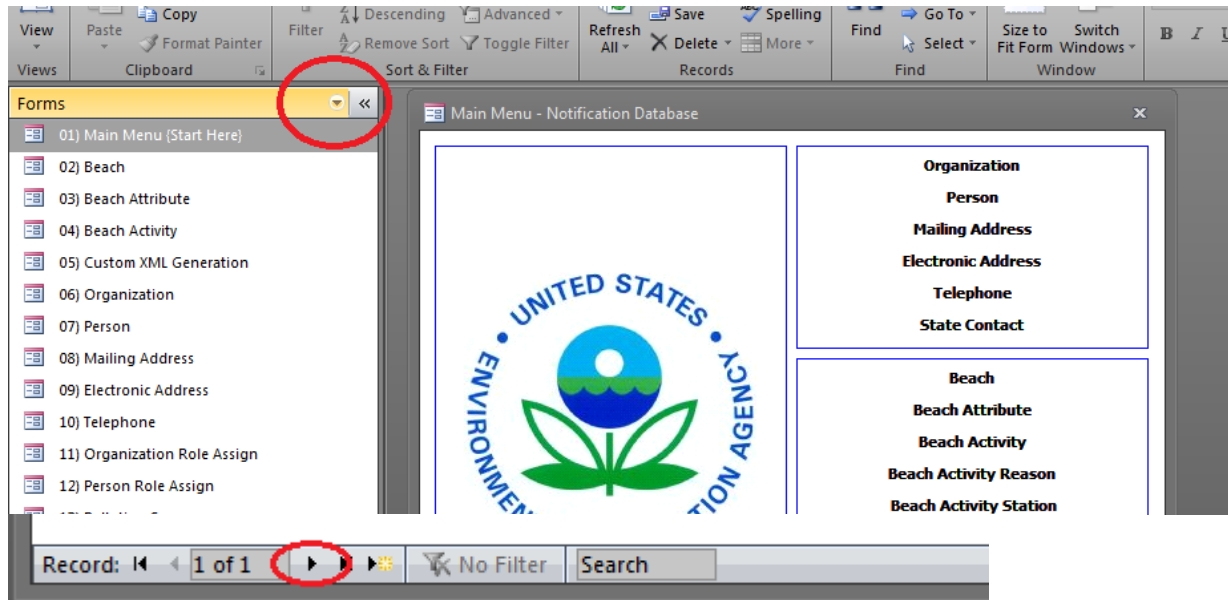 Copy
Descending
Advanced
Save
Spelling
Go To
View
Paste
Format Painter
Filter
Remove Sort
Toggle Filter
Refresh All
Delete
More
Find
Select
Size to Fit Form
Switch Windows
B I U
Views
Clipboard
Sort & Filter
Records
Find
Window
Forms
01) Main Menu {Start Here}
02) Beach
03) Beach Attribute
04) Beach Activity
05) Custom XML Generation
06) Organization
07) Person
08) Mailing Address
09) Electronic Address
10) Telephone
11) Organization Role Assign
12) Person Role Assign
Main Menu - Notification Database
UNITED STATES
Organization
Person
Mailing Address
Electronic Address
Telephone
State Contact
Beach
Beach Attribute
Beach Activity
Beach Activity Reason
Beach Activity Station
Record: 1 of 1 No Filter Search